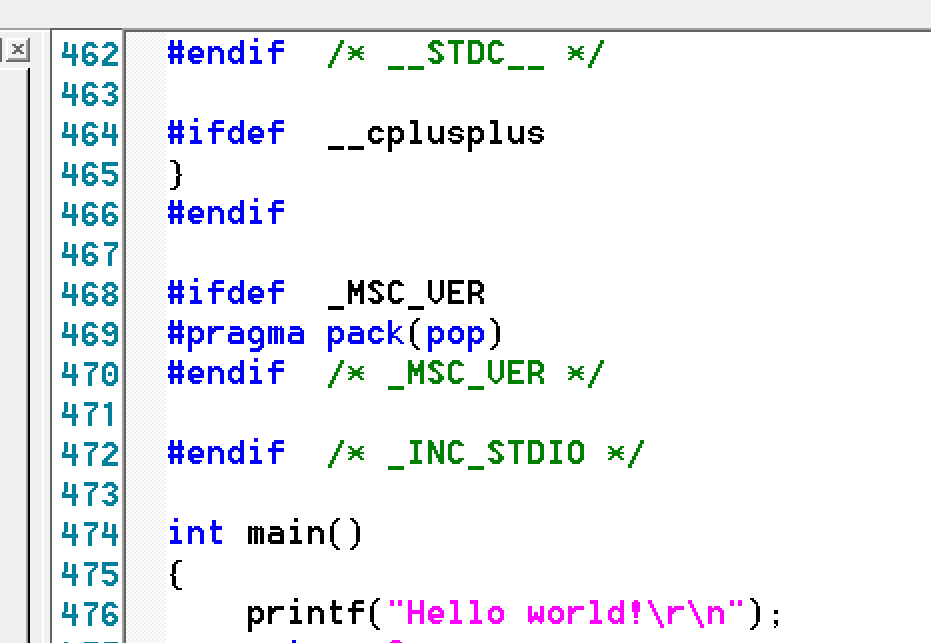 462 #endif  /* __STDC__ */
463
464 #ifdef  __cplusplus
465 }
466 #endif
467
468 #ifdef  _MSC_VER
469 #pragma pack(pop)
470 #endif  /* _MSC_VER */
471
472 #endif  /* _INC_STDIO */
473
474 int main()
475 {
476     printf("Hello world!\r\n");